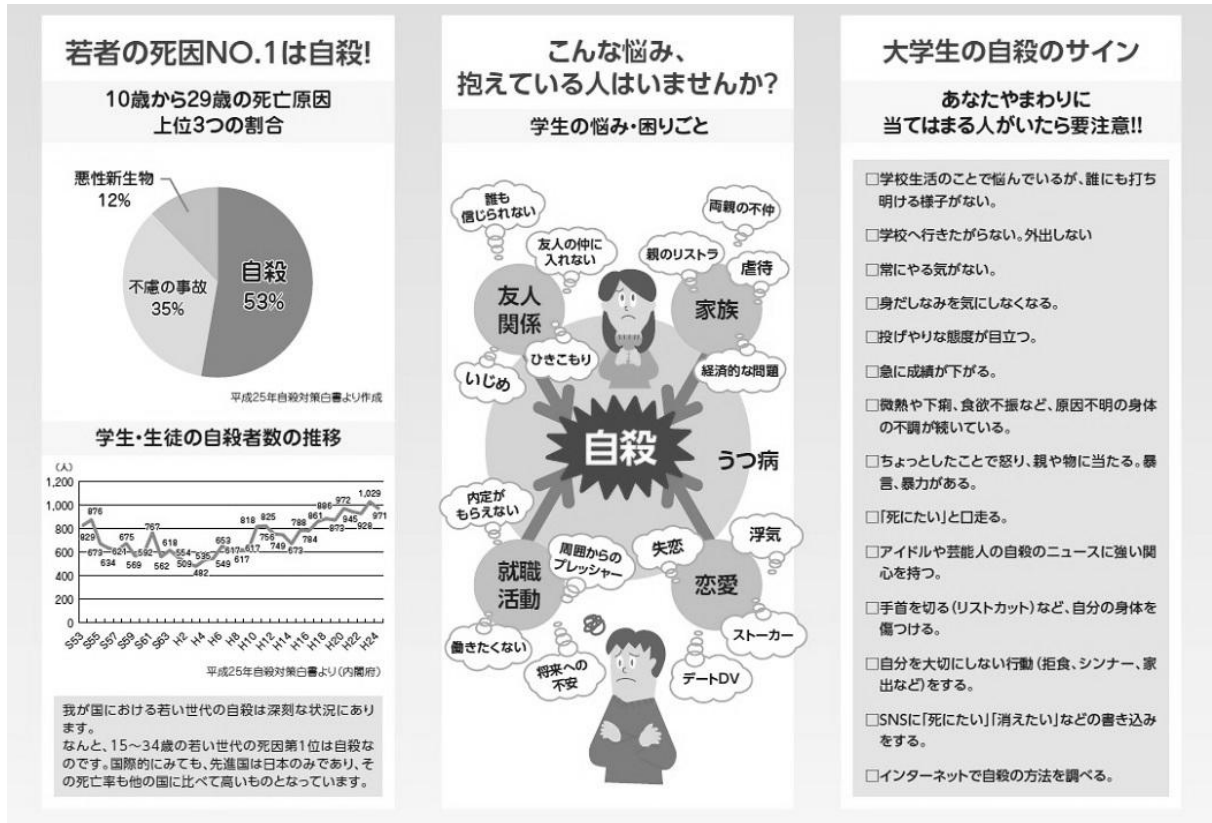 若者の死因NO.1は自殺!
10歳から29歳の死亡原因
上位3つの割合
悪性新生物
12%
不慮の事故
35%
自殺
53%
平成25年自殺対策白書より作成
学生・生徒の自殺者数の推移
(人)
1,200
1,000
800
600
400
200
0
829
876
673
634
621
675
569
592
767
562
618
554
509
492
535
549
653
617
617
617
818
825
756
749
673
788
784
861
886
873
972
945
928
1,029
971
S53
S55
S57
S59
S61
S63
H2
H4
H6
H8
H10
H12
H14
H16
H18
H20
H22
H24
平成25年自殺対策白書より(内閣府)
我が国における若い世代の自殺は深刻な状況にあり
ます。
なんと、15〜34歳の若い世代の死因第1位は自殺な
のです。国際的にみても、先進国は日本のみであり、そ
の死亡率も他の国に比べて高いものとなっています。
こんな悩み、
抱えている人はいませんか?
学生の悩み・困りごと
誰も
信じられない
友人の仲に
入れない
友人
関係
ひきこもり
いじめ
両親の不仲
親のリストラ
虐待
家族
経済的な問題
自殺
うつ病
内定が
もらえない
周囲からの
プレッシャー
就職
活動
働きたくない
将来への
不安
失恋
浮気
恋愛
ストーカー
デートDV
大学生の自殺のサイン
あなたやまわりに
当てはまる人がいたら要注意!!
□学校生活のことで悩んでいるが、誰にも打ち
明ける様子がない。
□学校へ行きたがらない。外出しない
□常にやる気がない。
□身だしなみを気にしなくなる。
□投げやりな態度が目立つ。
□急に成績が下がる。
□微熱や下痢、食欲不振など、原因不明の身体
の不調が続いている。
□ちょっとしたことで怒り、親や物に当たる。暴
言、暴力がある。
□「死にたい」と口走る。
□アイドルや芸能人の自殺のニュースに強い関
心を持つ。
□手首を切る(リストカット)など、自分の身体を
傷つける。
□自分を大切にしない行動(拒食、シンナー、家
出など)をする。
□SNSに「死にたい」「消えたい」などの書き込み
をする。
□インターネットで自殺の方法を調べる。